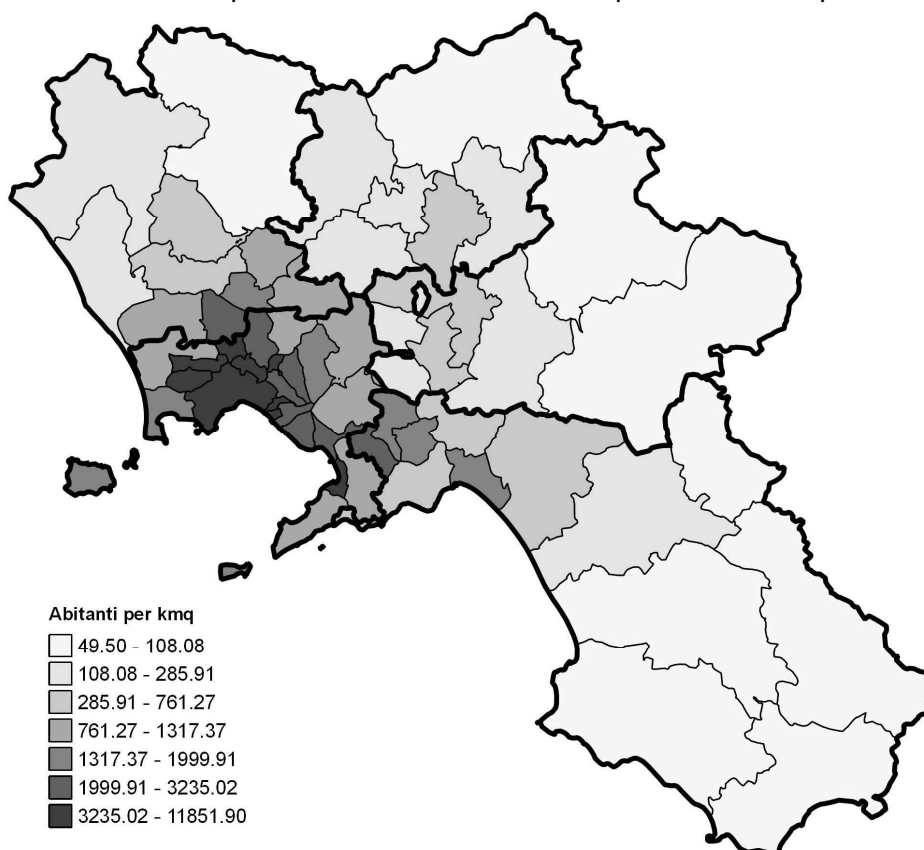 Abitanti per kmq
49.50 - 108.08
108.08 - 285.91
285.91 - 761.27
761.27 - 1317.37
1317.37 - 1999.91
1999.91 - 3235.02
3235.02 - 11851.90